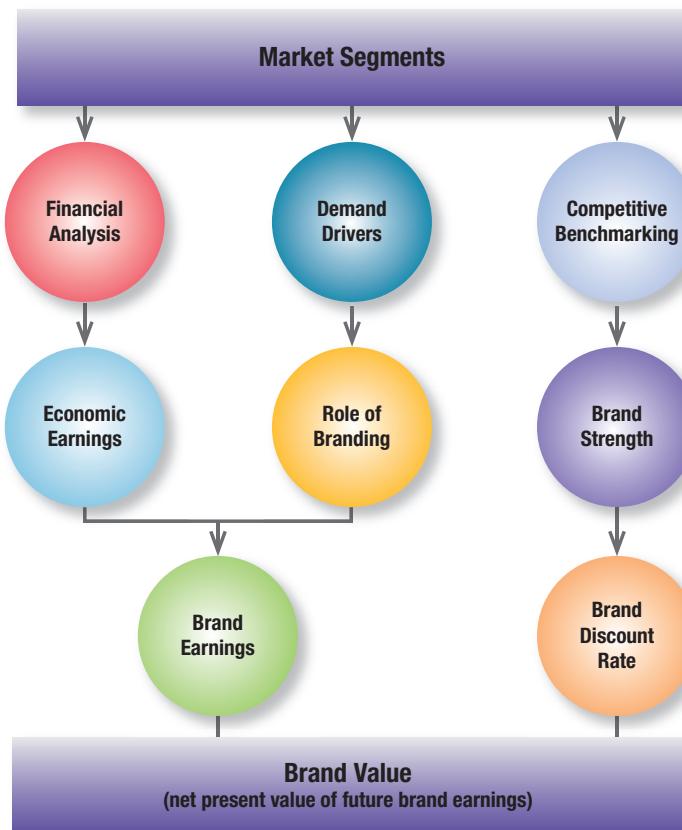 Market Segments
Financial
Analysis
Demand
Drivers
Competitive
Benchmarking
Economic
Earnings
Role of
Branding
Brand
Strength
Brand
Earnings
Brand
Discount
Rate
Brand Value
(net present value of future brand earnings)